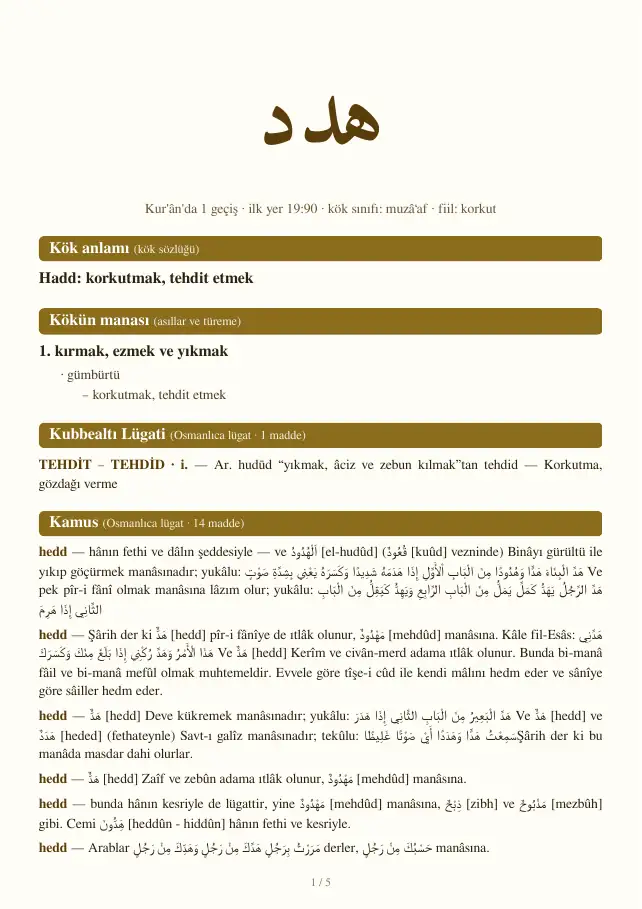 هدد
Kur'ân'da 1 geçiş · ilk yer 19:90 · kök sınıfı: muzâ'af · fiil: korkut
Kök anlamı (kök sözlüğü)
Hadd: korkutmak, tehdit etmek
Kökün manası (asıllar ve türeme)
1. kırmak, ezmek ve yıkmak
· gümbürtü
– korkutmak, tehdit etmek
Kubbealtı Lügati (Osmanlıca lügat · 1 madde)
TEHDİT – TEHDÎD · i. — Ar. hudūd “yıkmak, âciz ve zebun kılmak”tan tehdіd — Korkutma,
gözdağı verme
Kamus (Osmanlıca lügat · 14 madde)
hedd — hânın fethi ve dâlın şeddesiyle — ve اَلْهُدُودُ [el-hudûd] (قُعُودٌ [kuûd] vezninde) Binâyı gürültü ile
yıkıp göçürmek manâsınadır; yukâlu: هَدَّ الْبِنَاءَ هَدًّا وَهُدُودًا مِنَ الْبَابِ الْأَوَّلِ إِذَا هَدَمَهُ شَدِيدًا وَكَسَرَهُ يَعْنِي بِشِدَّةِ صَوْتٍ Ve
pek pîr-i fânî olmak manâsına lâzım olur; yukâlu: هَدَّ الرَّجُلُ يَهَدُّ كَمَلَّ يَمَلُّ مِنَ الْبَابِ الرَّابِعِ وَيَهِدُّ كَيَقِلُّ مِنَ الْبَابِ
الثَّانِي إِذَا هَرِمَ
hedd — Şârih der ki هَدٌّ [hedd] pîr-i fânîye de ıtlâk olunur, مَهْدُودٌ [mehdûd] manâsına. Kâle fil-Esâs: هَدَّنِي
هَذَا الْأَمْرُ وَهَدَّ رُكْنِي إِذَا بَلَغَ مِنْكَ وَكَسَرَكَ Ve هَدٌّ [hedd] Kerîm ve civân-merd adama ıtlâk olunur. Bunda bi-manâ
fâil ve bi-manâ mefûl olmak muhtemeldir. Evvele göre tîşe-i cûd ile kendi mâlını hedm eder ve sânîye
göre sâiller hedm eder.
hedd — هَدٌّ [hedd] Deve kükremek manâsınadır; yukâlu: هَدَّ الْبَعِيرُ مِنَ الْبَابِ الثَّانِي إِذَا هَدَرَ Ve هَدٌّ [hedd] ve
هَدَدٌ [heded] (fethateynle) Savt-ı galîz manâsınadır; tekûlu: سَمِعْتُ هَدًّا وَهَدَدًا أَيْ صَوْتًا غَلِيظًا Şârih der ki bu
manâda masdar dahi olurlar.
hedd — هَدٌّ [hedd] Zaîf ve zebûn adama ıtlâk olunur, مَهْدُودٌ [mehdûd] manâsına.
hedd — bunda hânın kesriyle de lügattir, yine مَهْدُودٌ [mehdûd] manâsına, ذِبْحٌ [zibh] ve مَذْبُوحٌ [mezbûh]
gibi. Cemi هَِدُّونَ [heddûn - hiddûn] hânın fethi ve kesriyle.
hedd — Arablar مَرَرْتُ بِرَجُلٍ هَدَّكَ مِنْ رَجُلٍ وَهَدِّكَ مِنْ رَجُلٍ derler, حَسْبُكَ مِنْ رَجُلٍ manâsına.
1 / 5